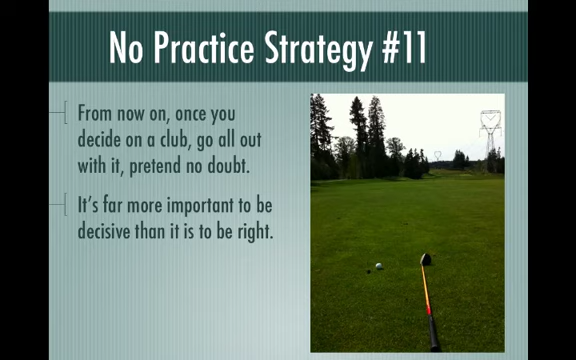 No Practice Strategy #11
From now on, once you
decide on a club, go all out
with it, pretend no doubt.
It's far more important to be
decisive than it is to be right.